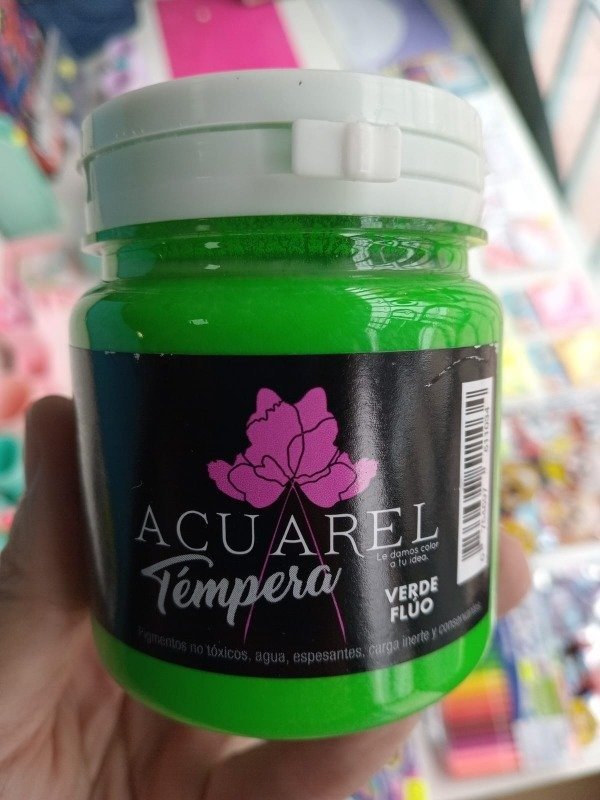 ACUAREL
Le damos color
a tu idea.
Témpera
VERDE
FLÚO
Pigmentos no tóxicos, agua, espesantes, carga inerte y conservantes.